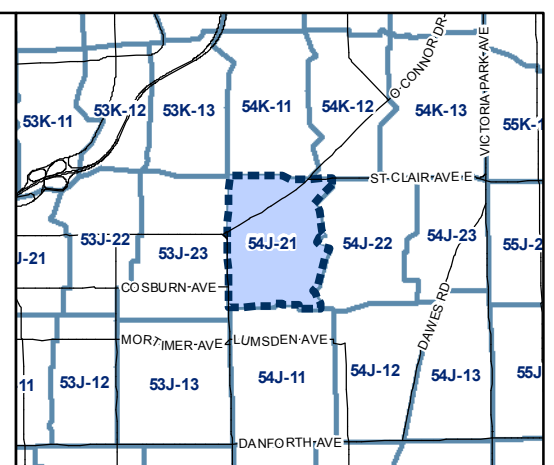 O'CONNOR DR
VICTORIA PARK AVE
53K-11
53K-12
53K-13
54K-11
54K-12
54K-13
55K-1
ST CLAIR AVE E
J-21
53J-22
53J-23
54J-21
54J-22
54J-23
55J-2
COSBURN AVE
DAWES RD
MORTIMER AVE
LUMSDEN AVE
11
53J-12
53J-13
54J-11
54J-12
54J-13
55J
DANFORTH AVE